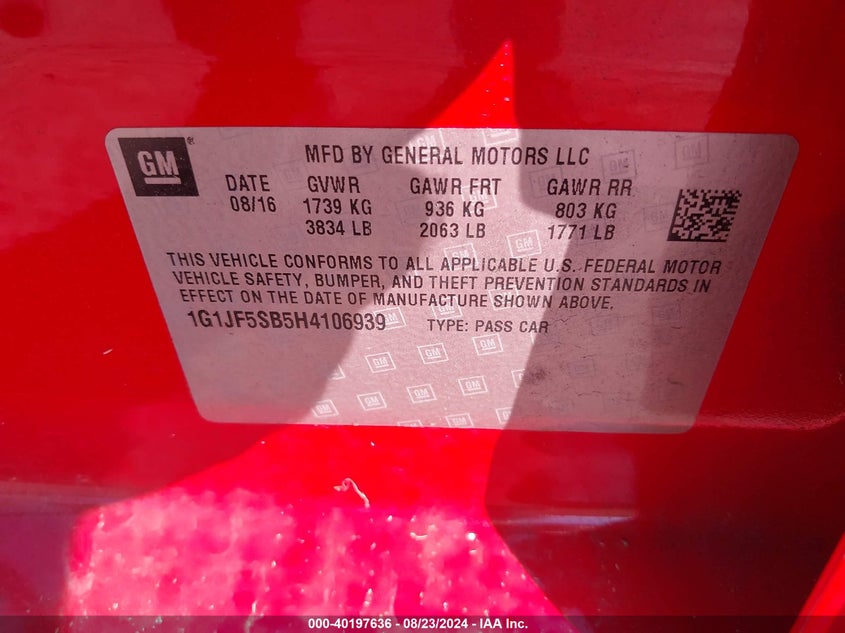 GM
MFD BY GENERAL MOTORS LLC
DATE GVWR GAWR FRT GAWR RR
08/16 1739 KG 936 KG 803 KG
3834 LB 2063 LB 1771 LB
THIS VEHICLE CONFORMS TO ALL APPLICABLE U.S. FEDERAL MOTOR
VEHICLE SAFETY, BUMPER, AND THEFT PREVENTION STANDARDS IN
EFFECT ON THE DATE OF MANUFACTURE SHOWN ABOVE.
1G1JF5SB5H4106939 TYPE: PASS CAR
000-40197636 - 08/23/2024 - IAA Inc.